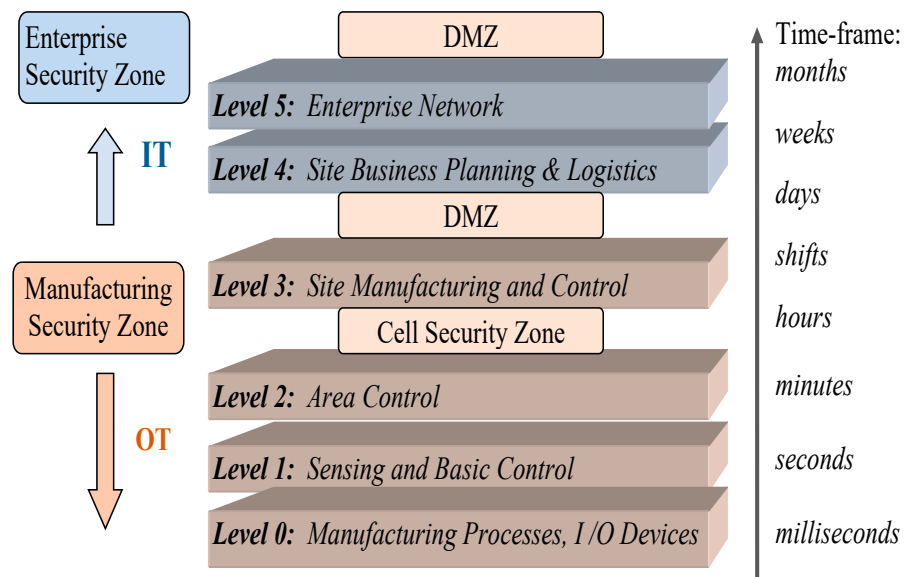 Enterprise
Security Zone
IT
Manufacturing
Security Zone
OT
DMZ
Level 5: Enterprise Network
Level 4: Site Business Planning & Logistics
DMZ
Level 3: Site Manufacturing and Control
Cell Security Zone
Level 2: Area Control
Level 1: Sensing and Basic Control
Level 0: Manufacturing Processes, I /O Devices
Time-frame:
months
weeks
days
shifts
hours
minutes
seconds
milliseconds